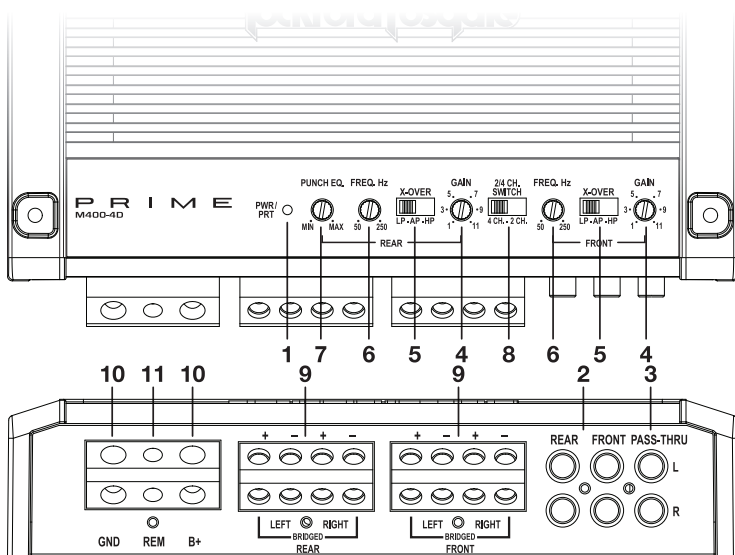 rockford fosgate
PUNCH EQ. FREQ. Hz X-OVER GAIN 2/4 CH. SWITCH FREQ. Hz X-OVER GAIN
PRIME
M400-4D
PWR/
PRT
MIN MAX 50 250 LP•AP•HP 1 3 5 7 9 11 4 CH. • 2 CH. 50 250 LP•AP•HP 1 3 5 7 9 11
REAR FRONT
1 7 6 5 4 8 6 5 4
10 11 10 9 9 2 3
+ – + – + – + – REAR FRONT PASS-THRU
L
R
LEFT RIGHT LEFT RIGHT
BRIDGED BRIDGED
GND REM B+ REAR FRONT